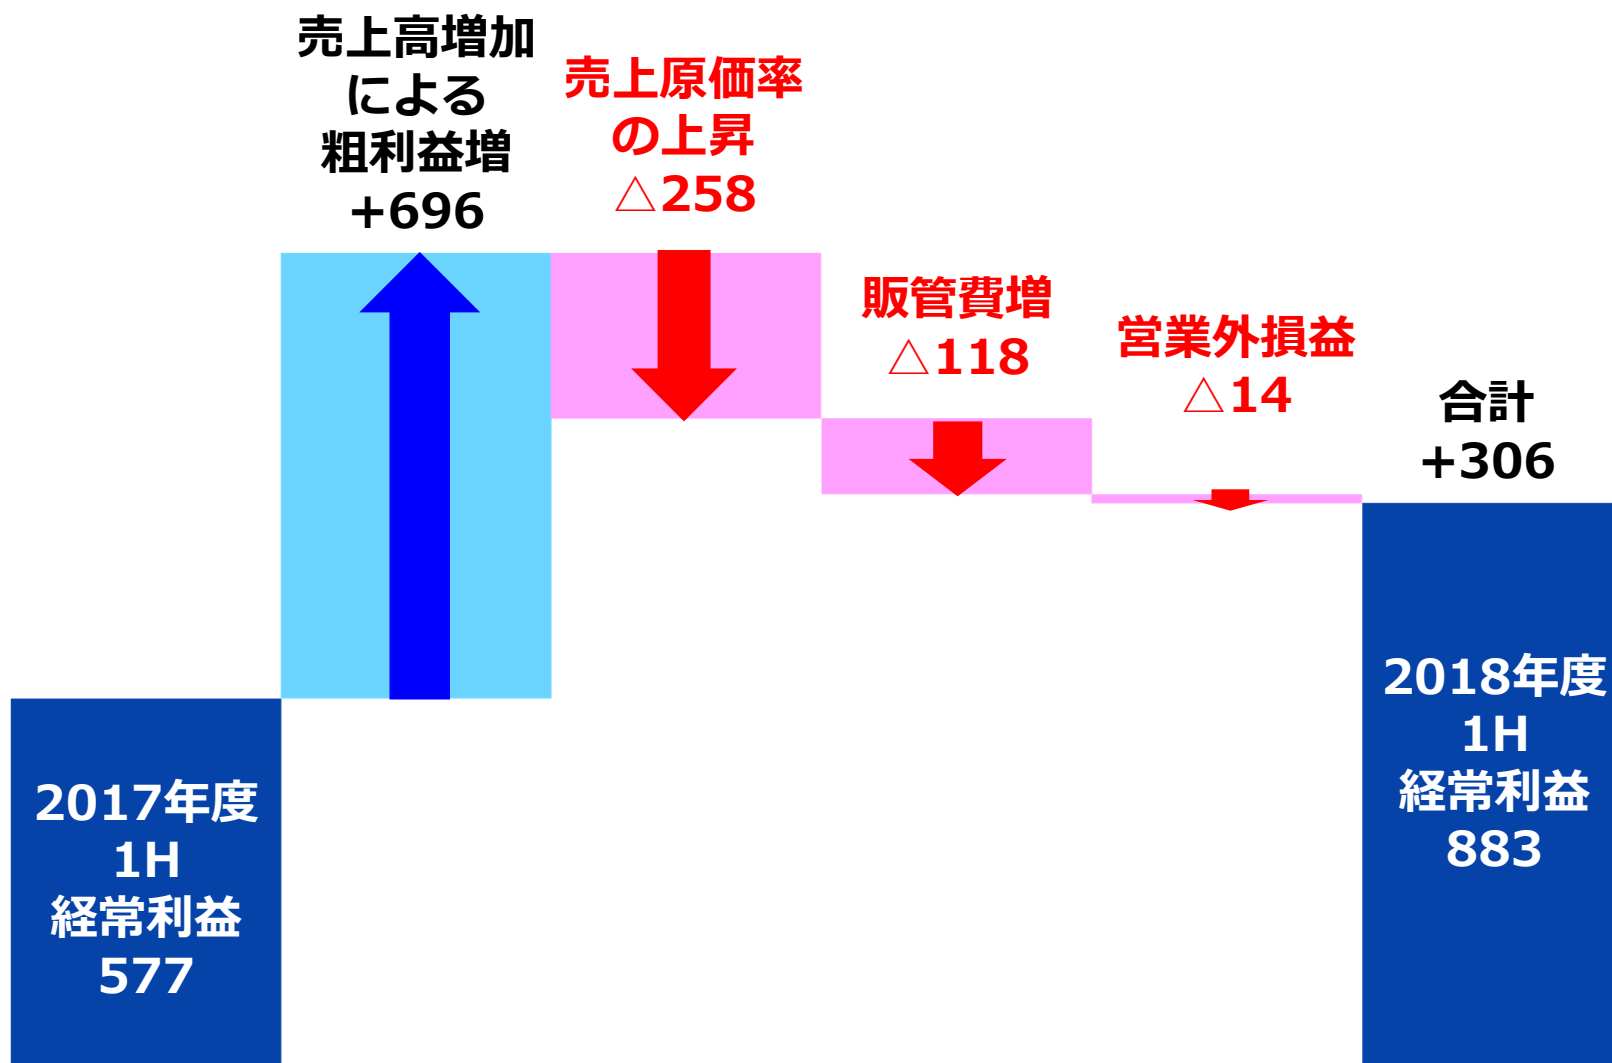 売上高増加
による
粗利益増
+696
売上原価率
の上昇
△258
販管費増
△118
営業外損益
△14
合計
+306
2017年度
1H
経常利益
577
2018年度
1H
経常利益
883